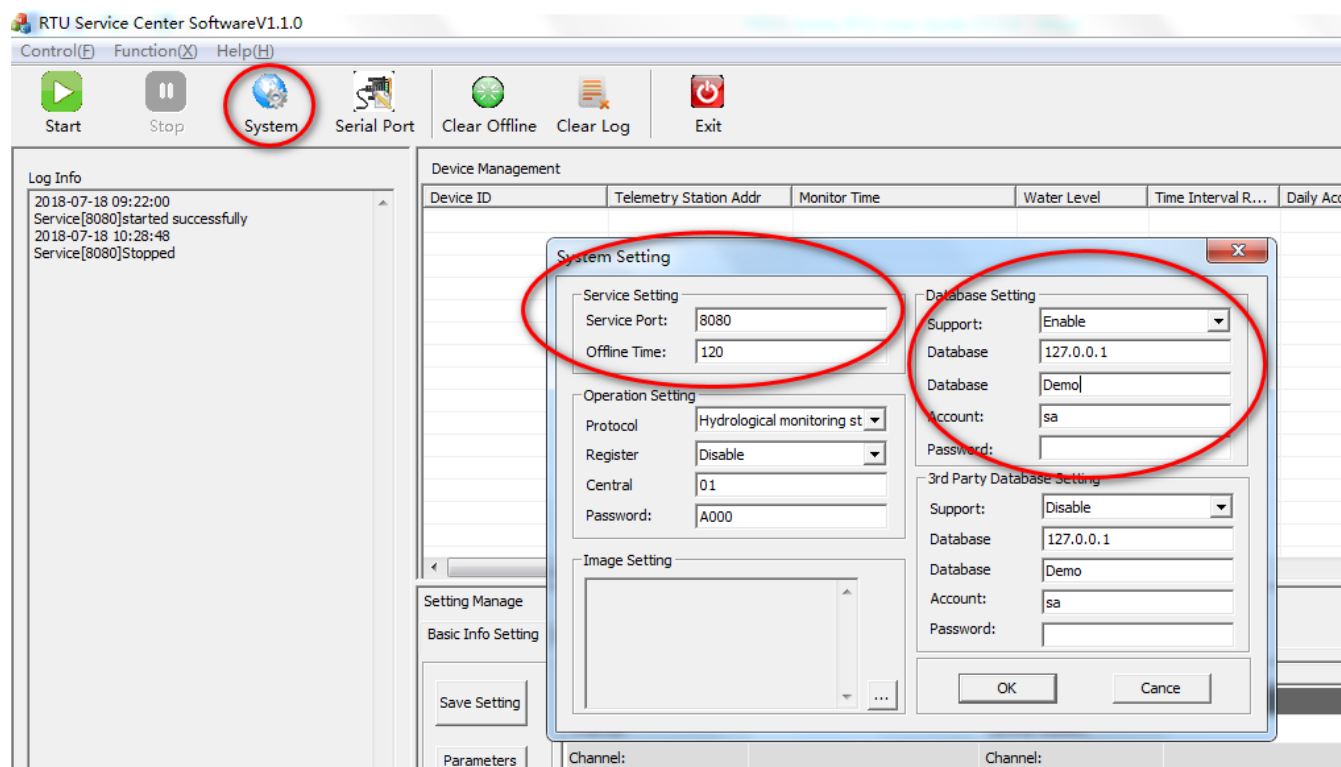 RTU Service Center SoftwareV1.1.0
Control(F) Function(X) Help(H)
Start Stop System Serial Port Clear Offline Clear Log Exit
Log Info
2018-07-18 09:22:00
Service[8080]started successfully
2018-07-18 10:28:48
Service[8080]Stopped
Device Management
Device ID Telemetry Station Addr Monitor Time Water Level Time Interval R... Daily Acc
System Setting
Service Setting
Service Port: 8080
Offline Time: 120
Operation Setting
Protocol Hydrological monitoring st
Register Disable
Central 01
Password: A000
Image Setting
...
Database Setting
Support: Enable
Database 127.0.0.1
Database Demo
Account: sa
Password:
3rd Party Database Setting
Support: Disable
Database 127.0.0.1
Database Demo
Account: sa
Password:
OK Cance
Setting Manage
Basic Info Setting
Save Setting
Parameters
Channel: Channel: